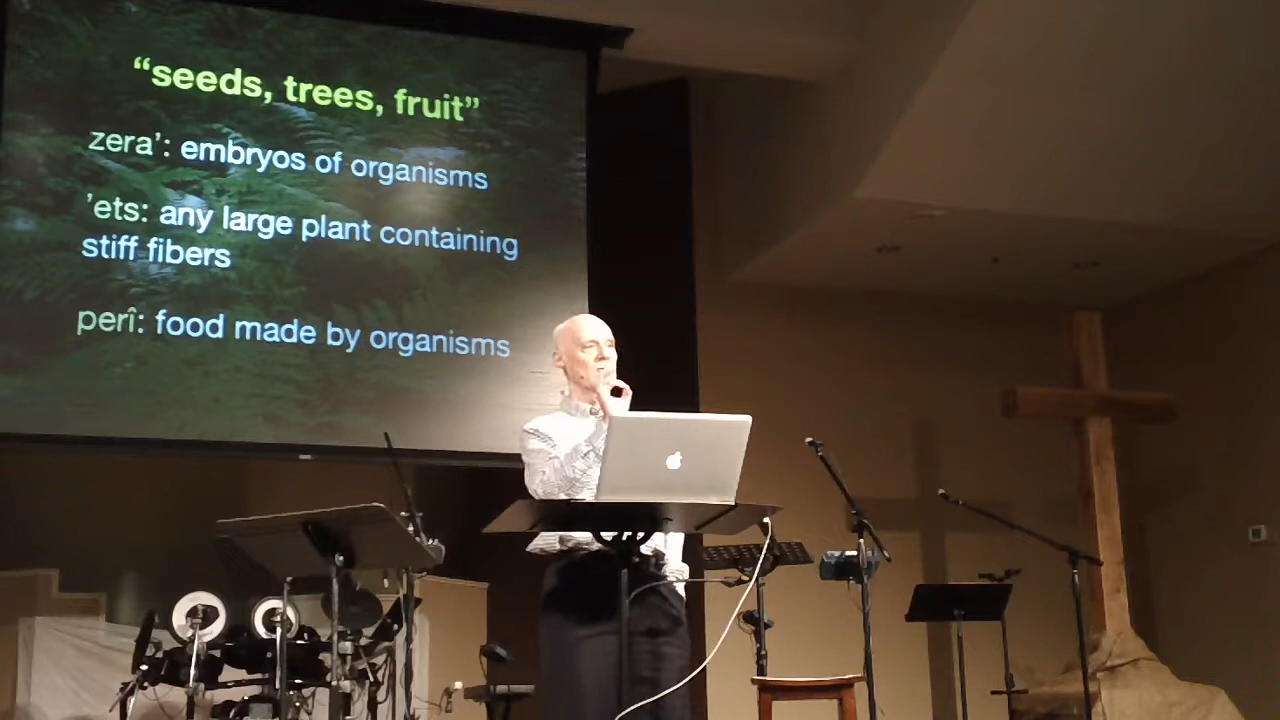 “seeds, trees, fruit”
zera’: embryos of organisms
’ets: any large plant containing
stiff fibers
perî: food made by organisms